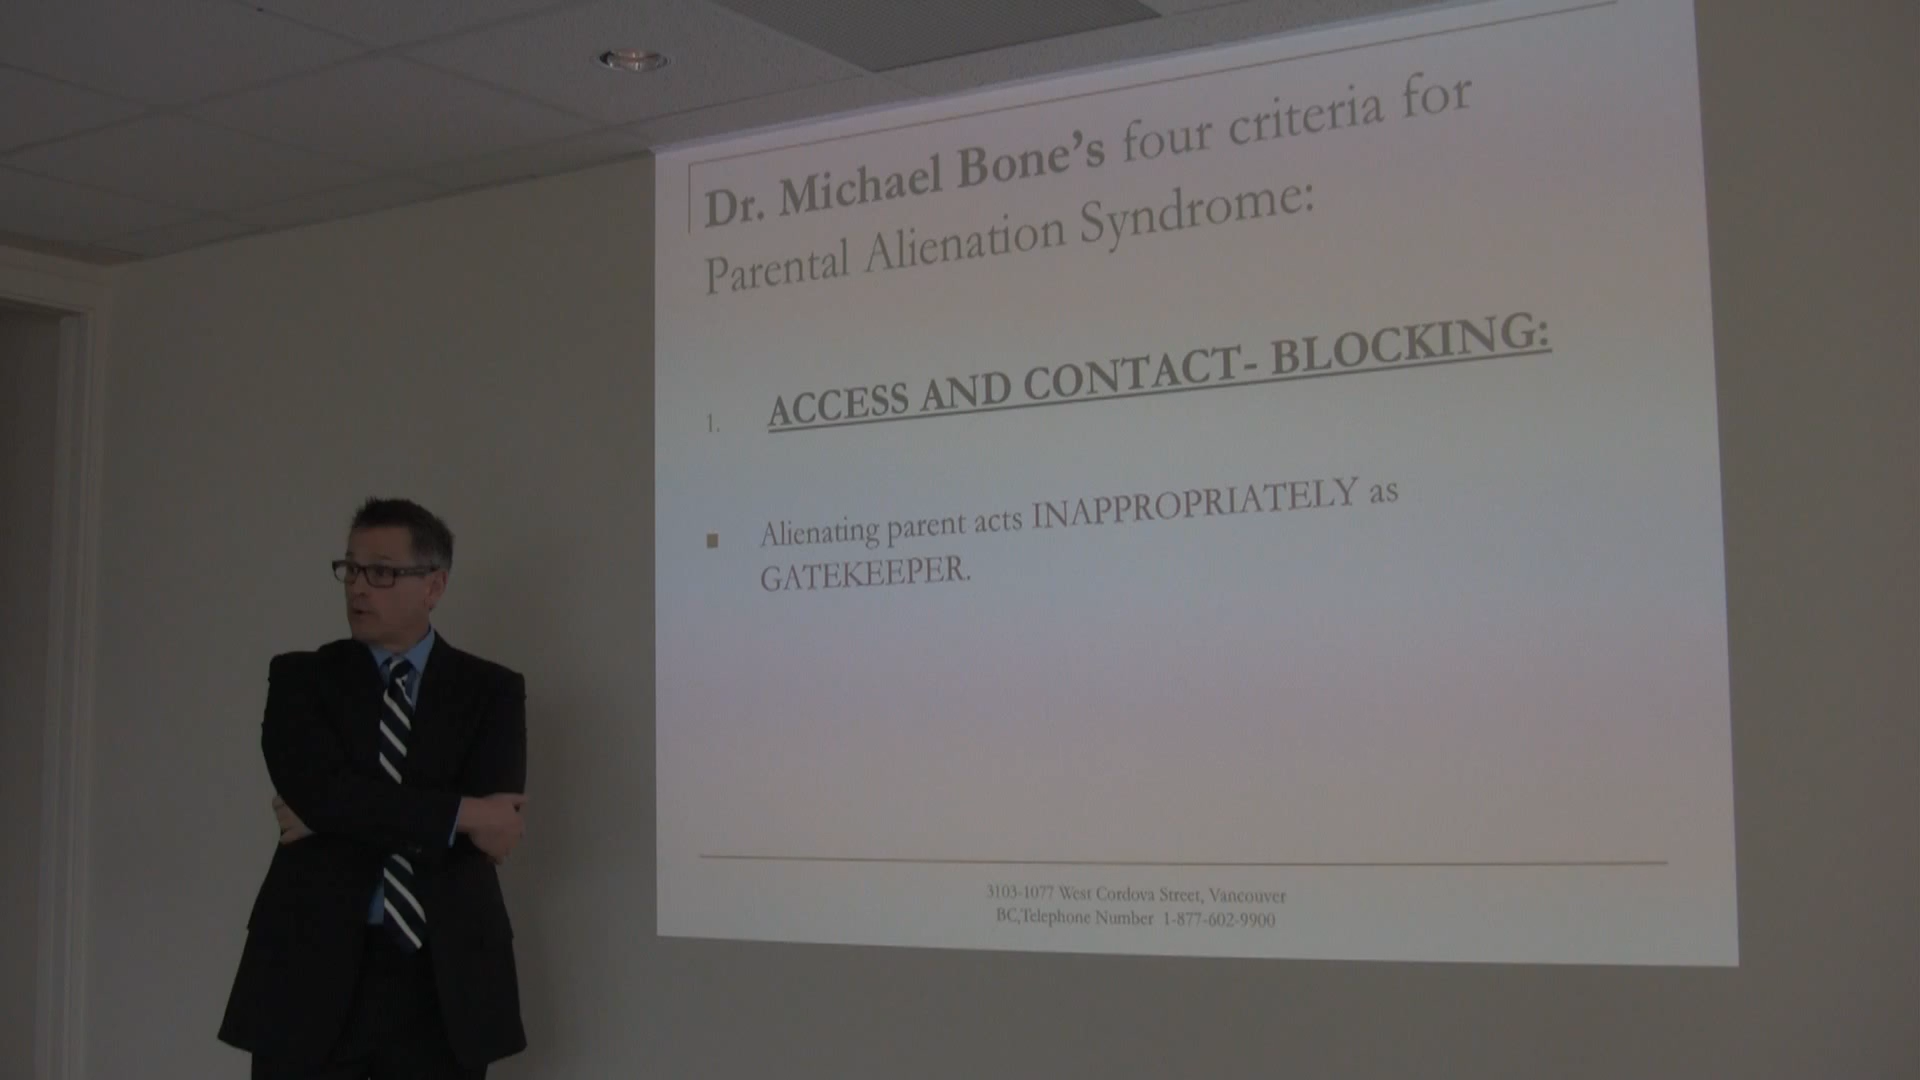 Dr. Michael Bone's four criteria for
Parental Alienation Syndrome:
1. ACCESS AND CONTACT- BLOCKING:
Alienating parent acts INAPPROPRIATELY as
GATEKEEPER.
3103-1077 West Cordova Street, Vancouver
BC,Telephone Number 1-877-602-9900